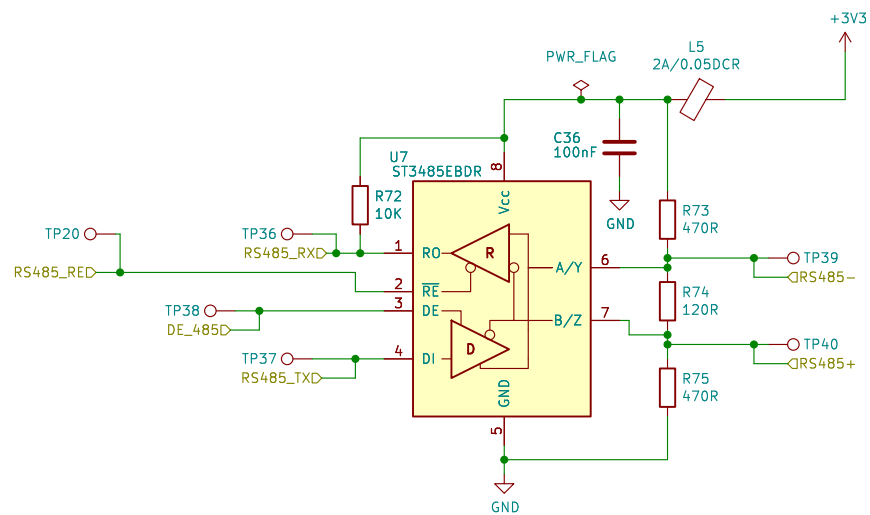 +3V3
L5
2A/0.05DCR
PWR_FLAG
C36
100nF
U7
ST3485EBDR
8
Vcc
R72
10K
GND
R73
470R
TP20
TP36
RS485_RX
1
RO
R
RS485_RE
2
RE
A/Y
6
TP39
RS485-
TP38
3
DE
DE_485
R74
120R
B/Z
7
TP37
4
DI
D
RS485_TX
TP40
RS485+
R75
470R
GND
5
GND